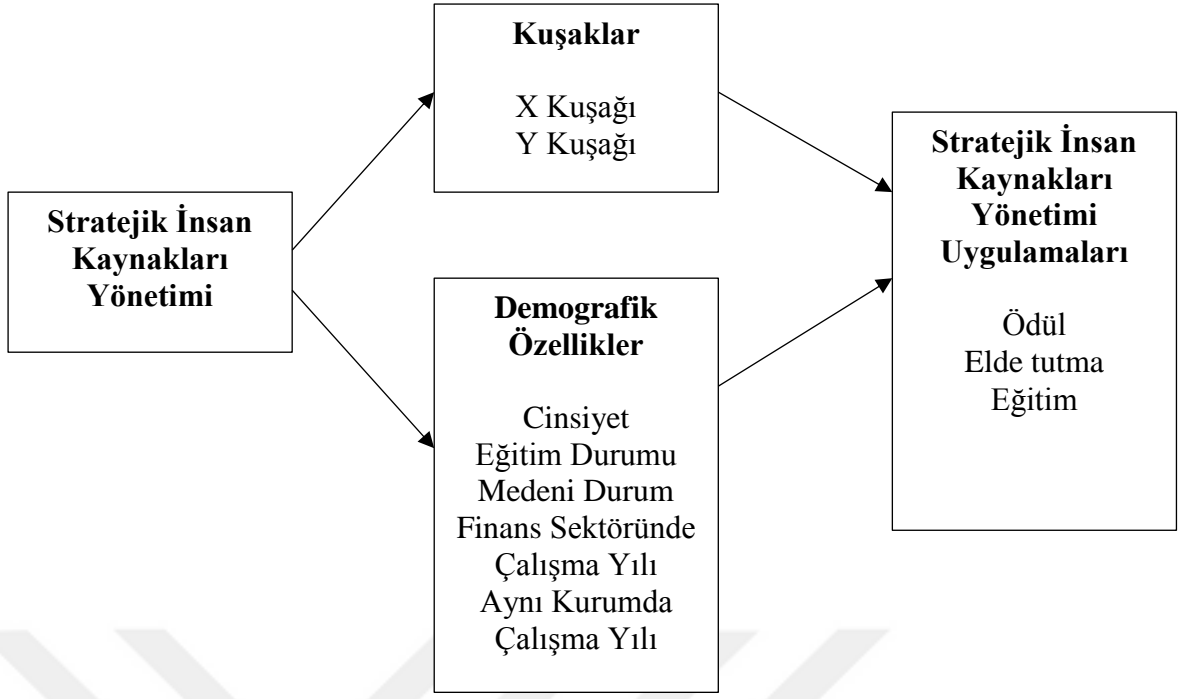 Stratejik İnsan
Kaynakları
Yönetimi
Kuşaklar
X Kuşağı
Y Kuşağı
Demografik
Özellikler
Cinsiyet
Eğitim Durumu
Medeni Durum
Finans Sektöründe
Çalışma Yılı
Aynı Kurumda
Çalışma Yılı
Stratejik İnsan
Kaynakları
Yönetimi
Uygulamaları
Ödül
Elde tutma
Eğitim